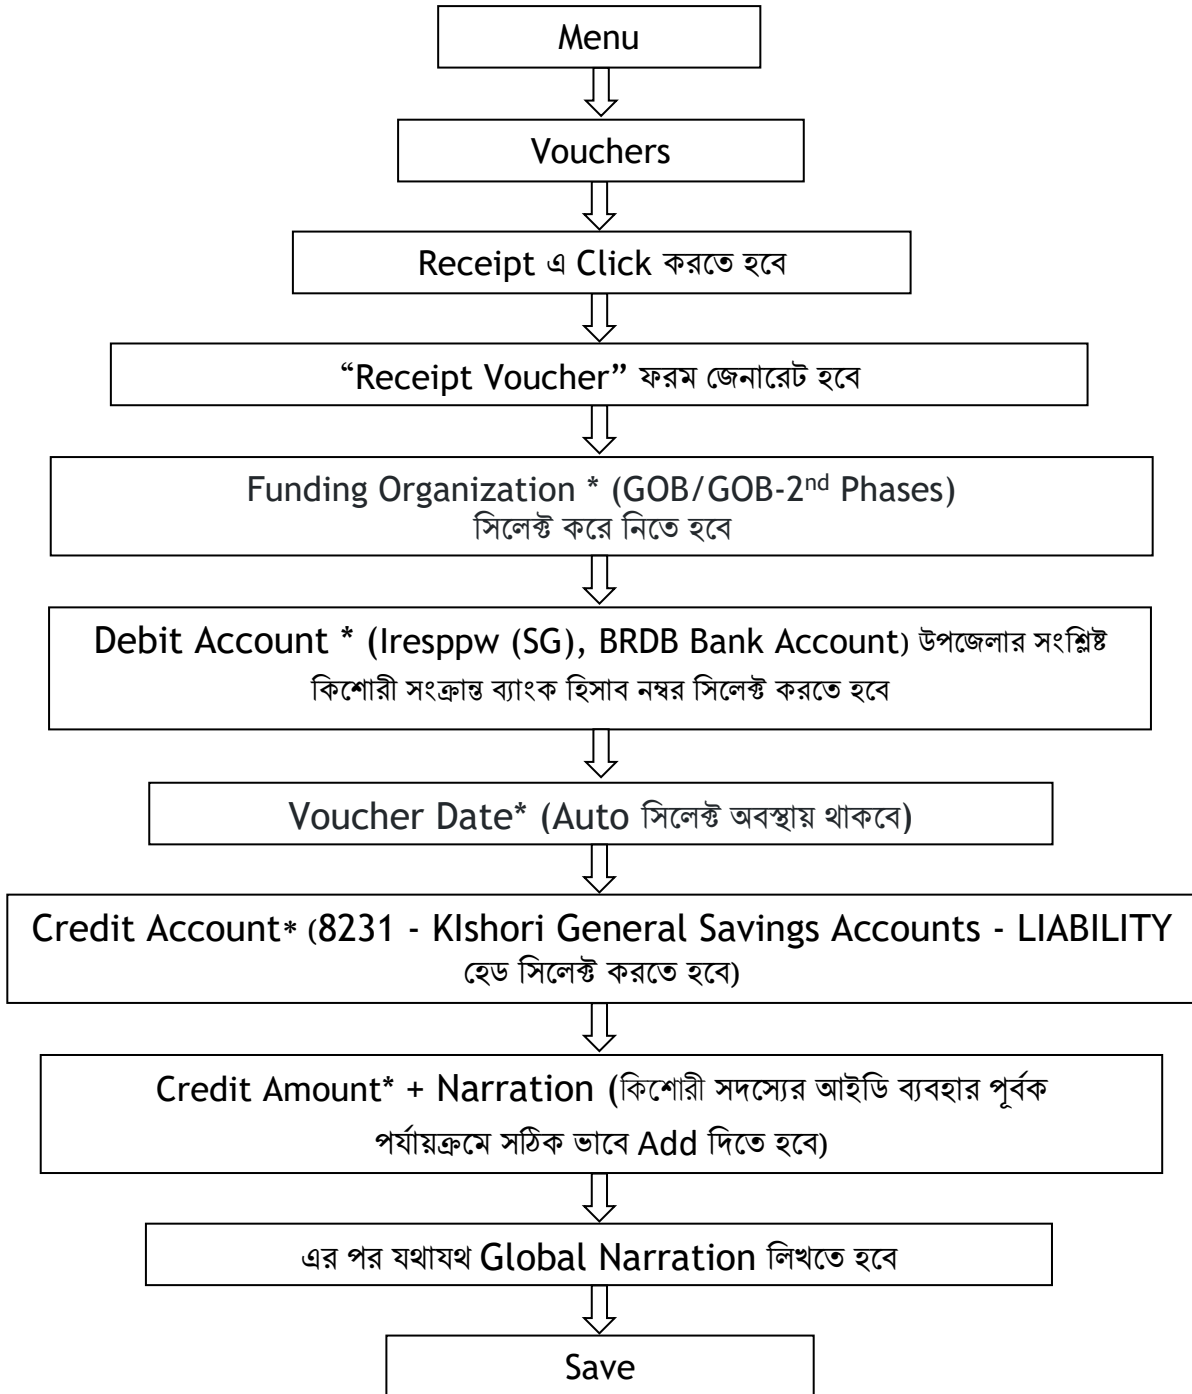 Menu
Vouchers
Receipt এ Click করতে হবে
“Receipt Voucher” ফরম জেনারেট হবে
Funding Organization * (GOB/GOB-2nd Phases)
সিলেক্ট করে নিতে হবে
Debit Account * (Iresppw (SG), BRDB Bank Account) উপজেলার সংশ্লিষ্ট
কিশোরী সংক্রান্ত ব্যাংক হিসাব নম্বর সিলেক্ট করতে হবে
Voucher Date* (Auto সিলেক্ট অবস্থায় থাকবে)
Credit Account* (8231 - KIshori General Savings Accounts - LIABILITY
হেড সিলেক্ট করতে হবে)
Credit Amount* + Narration (কিশোরী সদস্যের আইডি ব্যবহার পূর্বক
পর্যায়ক্রমে সঠিক ভাবে Add দিতে হবে)
এর পর যথাযথ Global Narration লিখতে হবে
Save